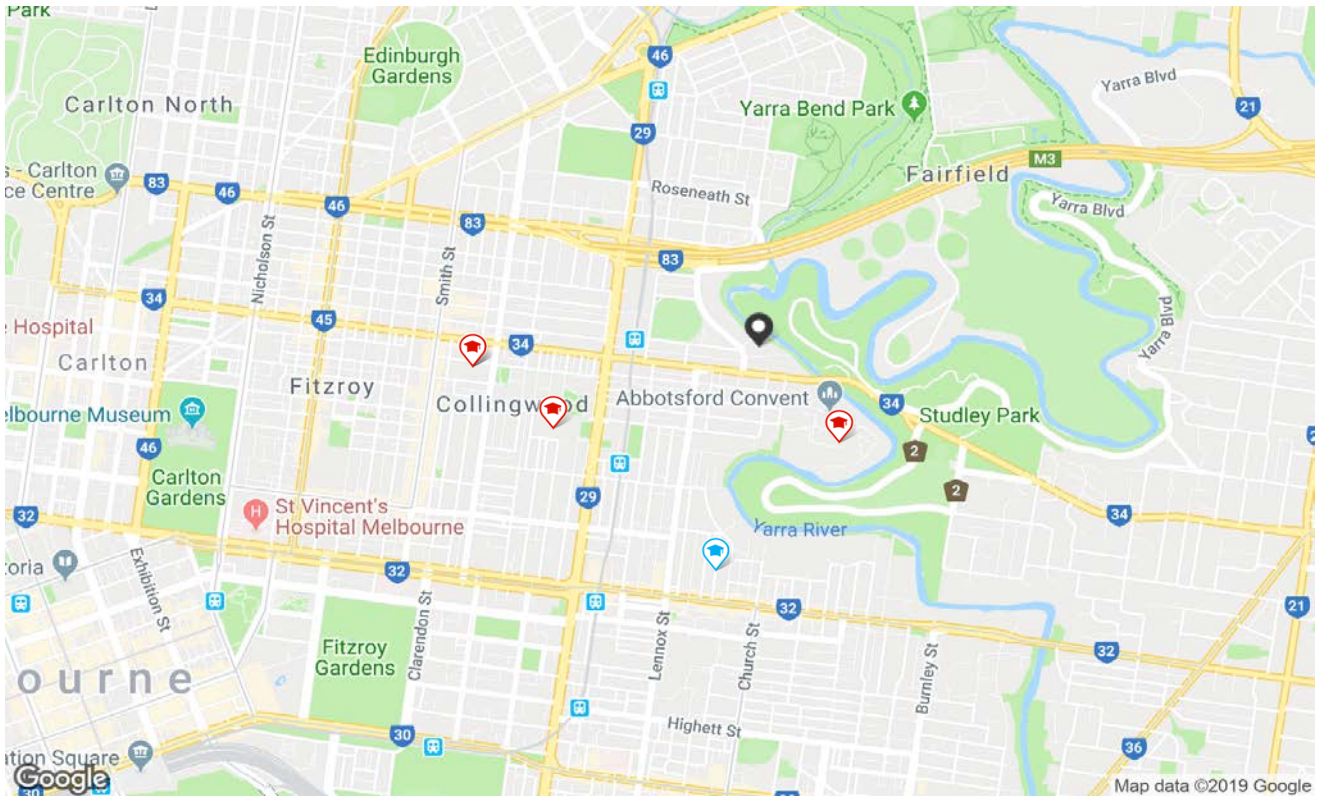 Park
Edinburgh
Gardens
46
Carlton North
Yarra Blvd
21
Yarra Bend Park
29
M3
s - Carlton
ce Centre
83
46
46
Roseneath St
Fairfield
Yarra Blvd
83
Nicholson St
Smith St
83
34
45
34
Yarra Blvd
e Hospital
Carlton
Fitzroy
Collingwood
Abbotsford Convent
34
Studley Park
elbourne Museum
46
2
2
Carlton
Gardens
29
34
H
St Vincent's
Hospital Melbourne
32
Yarra River
toria
Exhibition St
32
Clarendon St
32
21
Lennox St
Church St
Burnley St
Fitzroy
Gardens
32
ourne
Highett St
30
36
ation Square
Google
30
30
Map data ©2019 Google